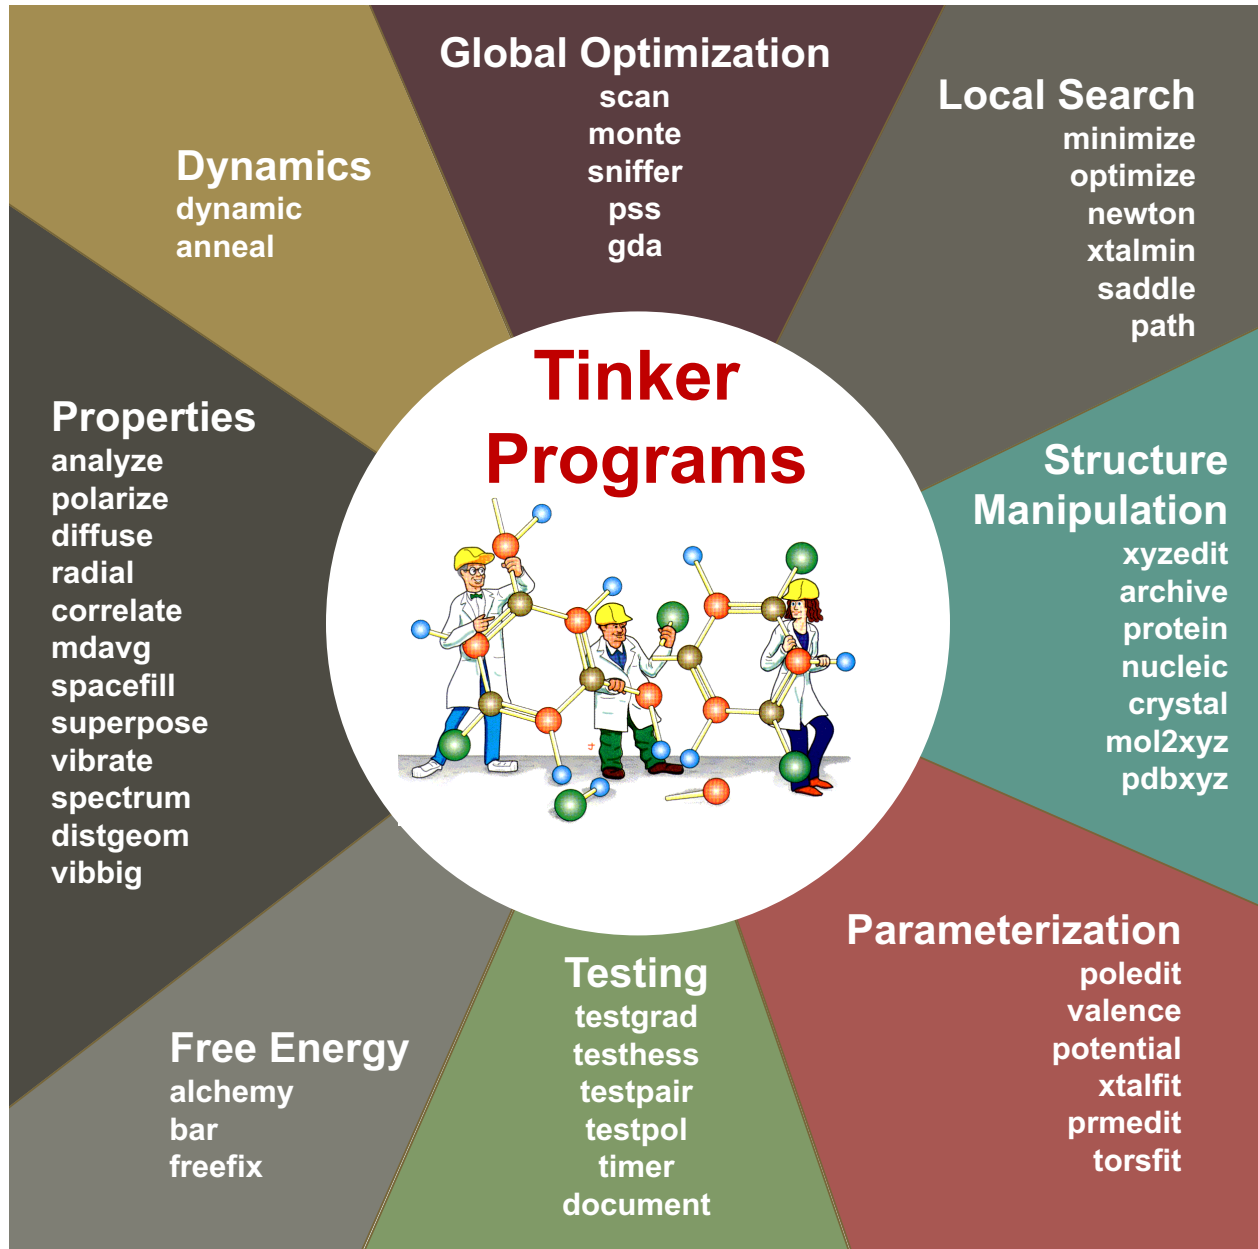 Global Optimization
scan
monte
sniffer
pss
gda
Local Search
minimize
optimize
newton
xtalmin
saddle
path
Dynamics
dynamic
anneal
Tinker
Programs
Properties
analyze
polarize
diffuse
radial
correlate
mdavg
spacefill
superpose
vibrate
spectrum
distgeom
vibbig
Structure
Manipulation
xyzedit
archive
protein
nucleic
crystal
mol2xyz
pdbxyz
Parameterization
poledit
valence
potential
xtalfit
prmedit
torsfit
Testing
testgrad
testhess
testpair
testpol
timer
document
Free Energy
alchemy
bar
freefix